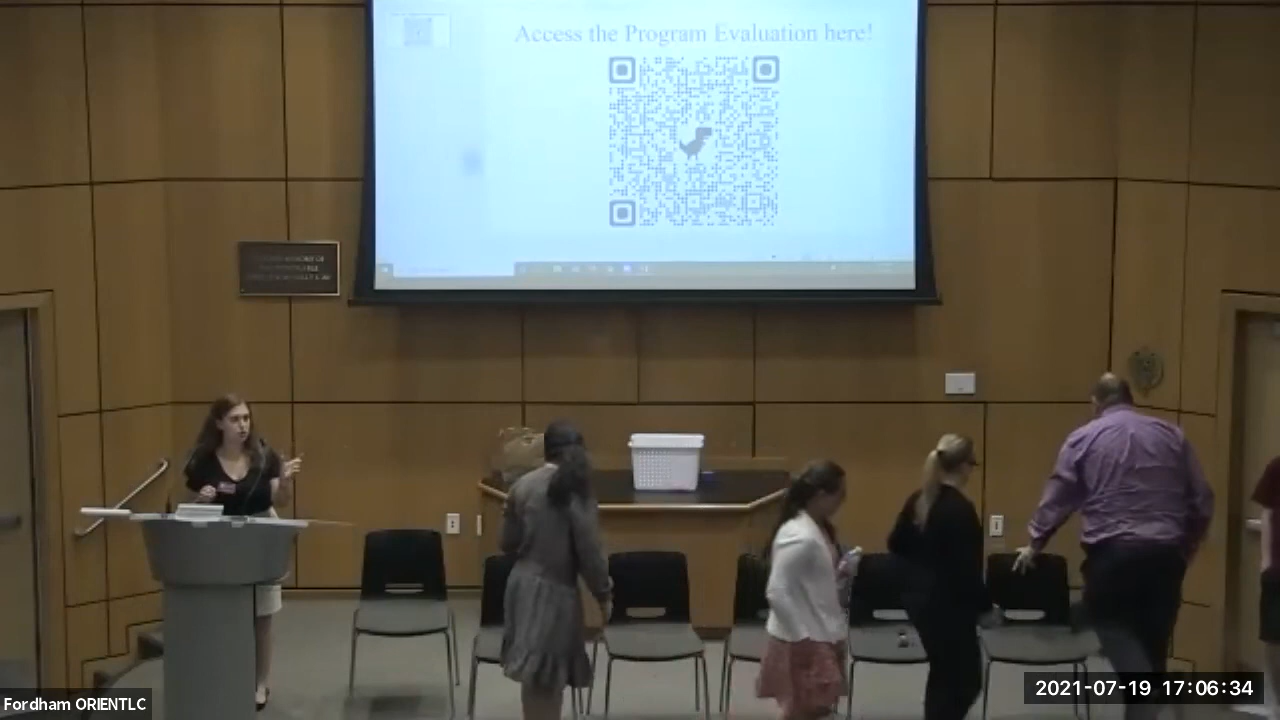 Access the Program Evaluation here!
Fordham ORIENTLC
2021-07-19 17:06:34